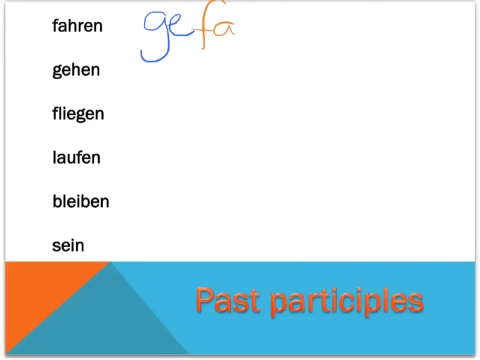 fahren gefa
gehen
fliegen
laufen
bleiben
sein
Past participles